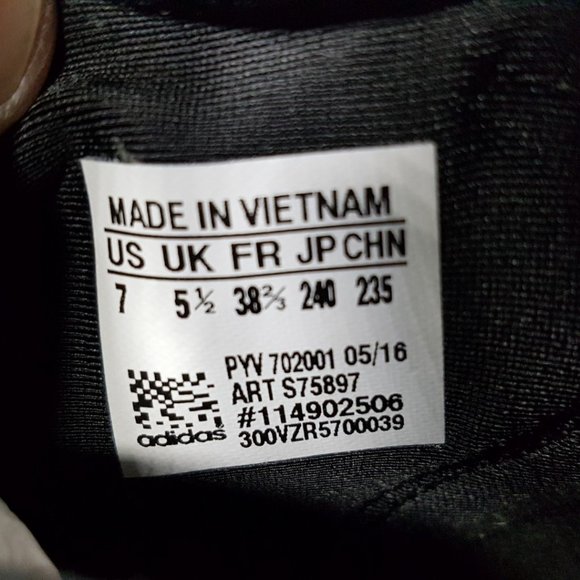 MADE IN VIETNAM
US UK FR JP CHN
7 5½ 38⅔ 240 235
PYV 702001 05/16
ART S75897
#114902506
adidas 300VZR5700039